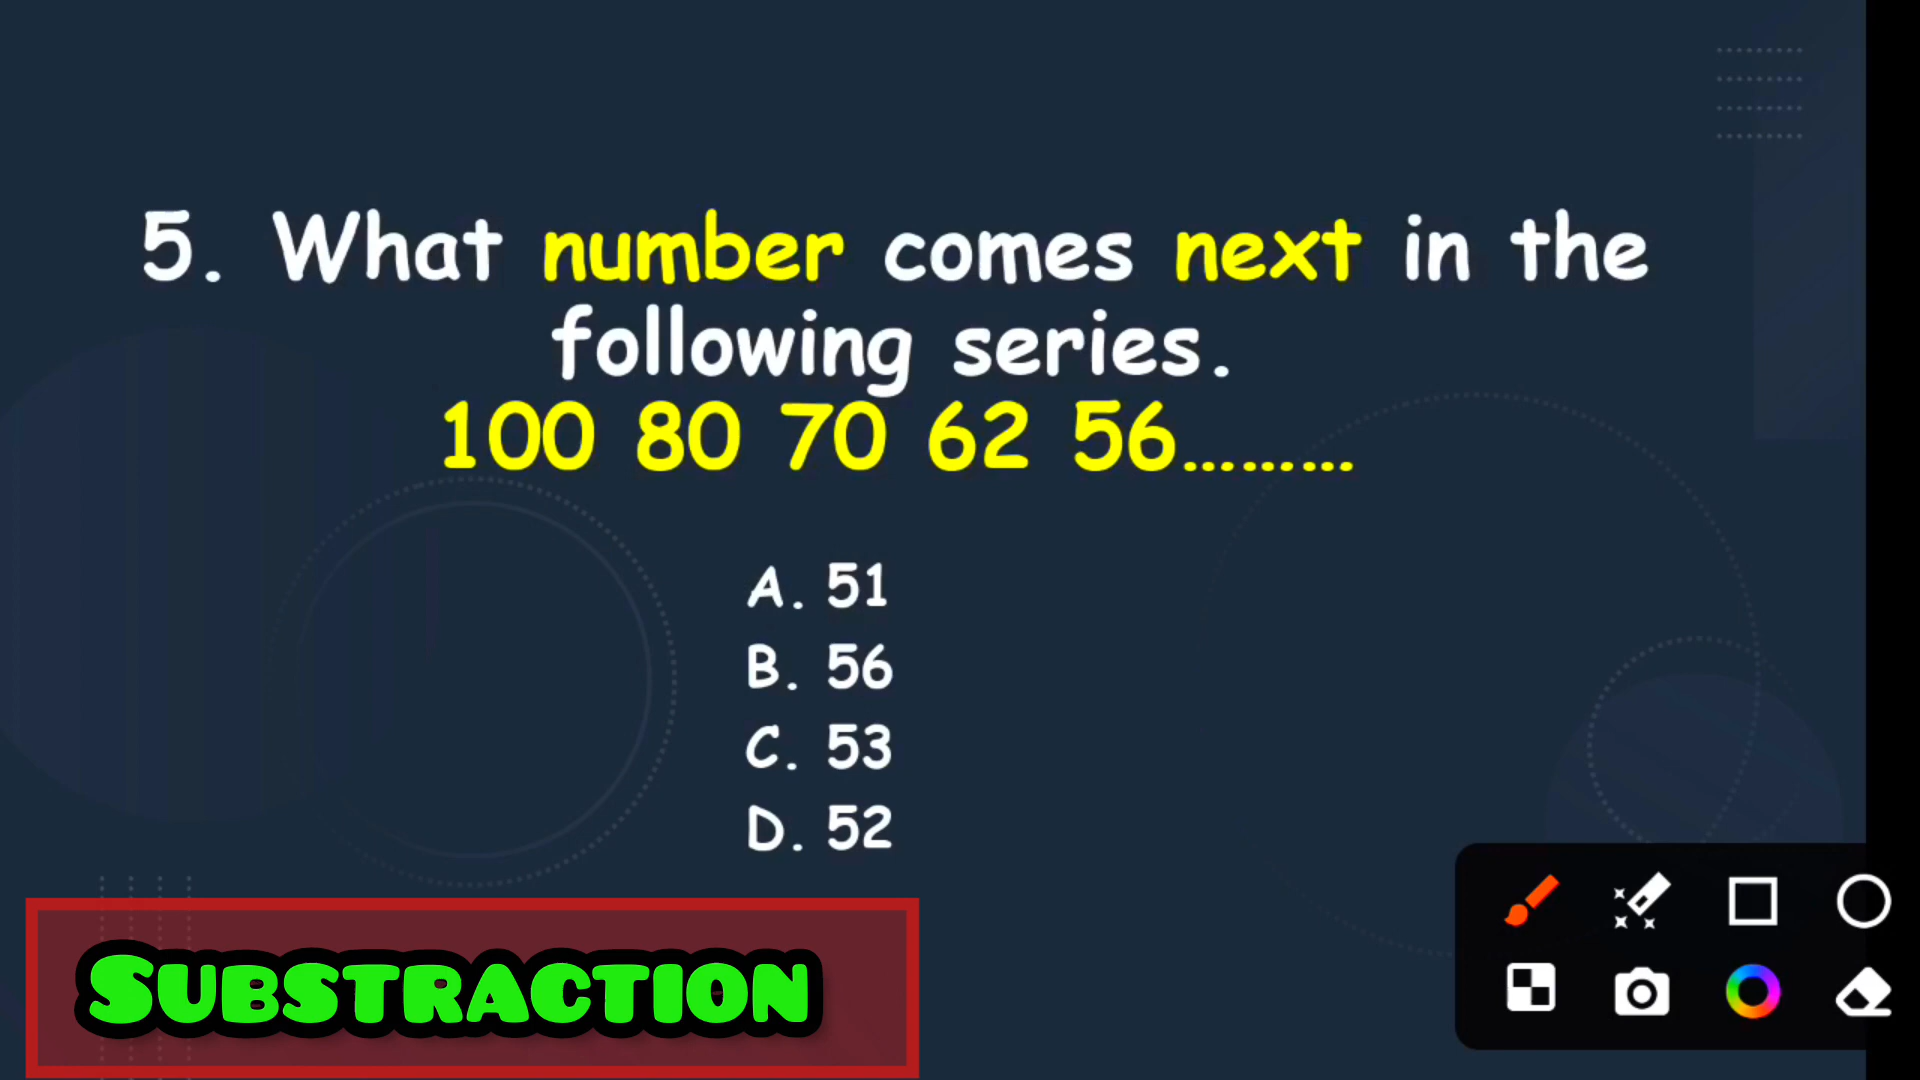 5. What number comes next in the
following series.
100 80 70 62 56.........
A. 51
B. 56
C. 53
D. 52
SUBSTRACTION